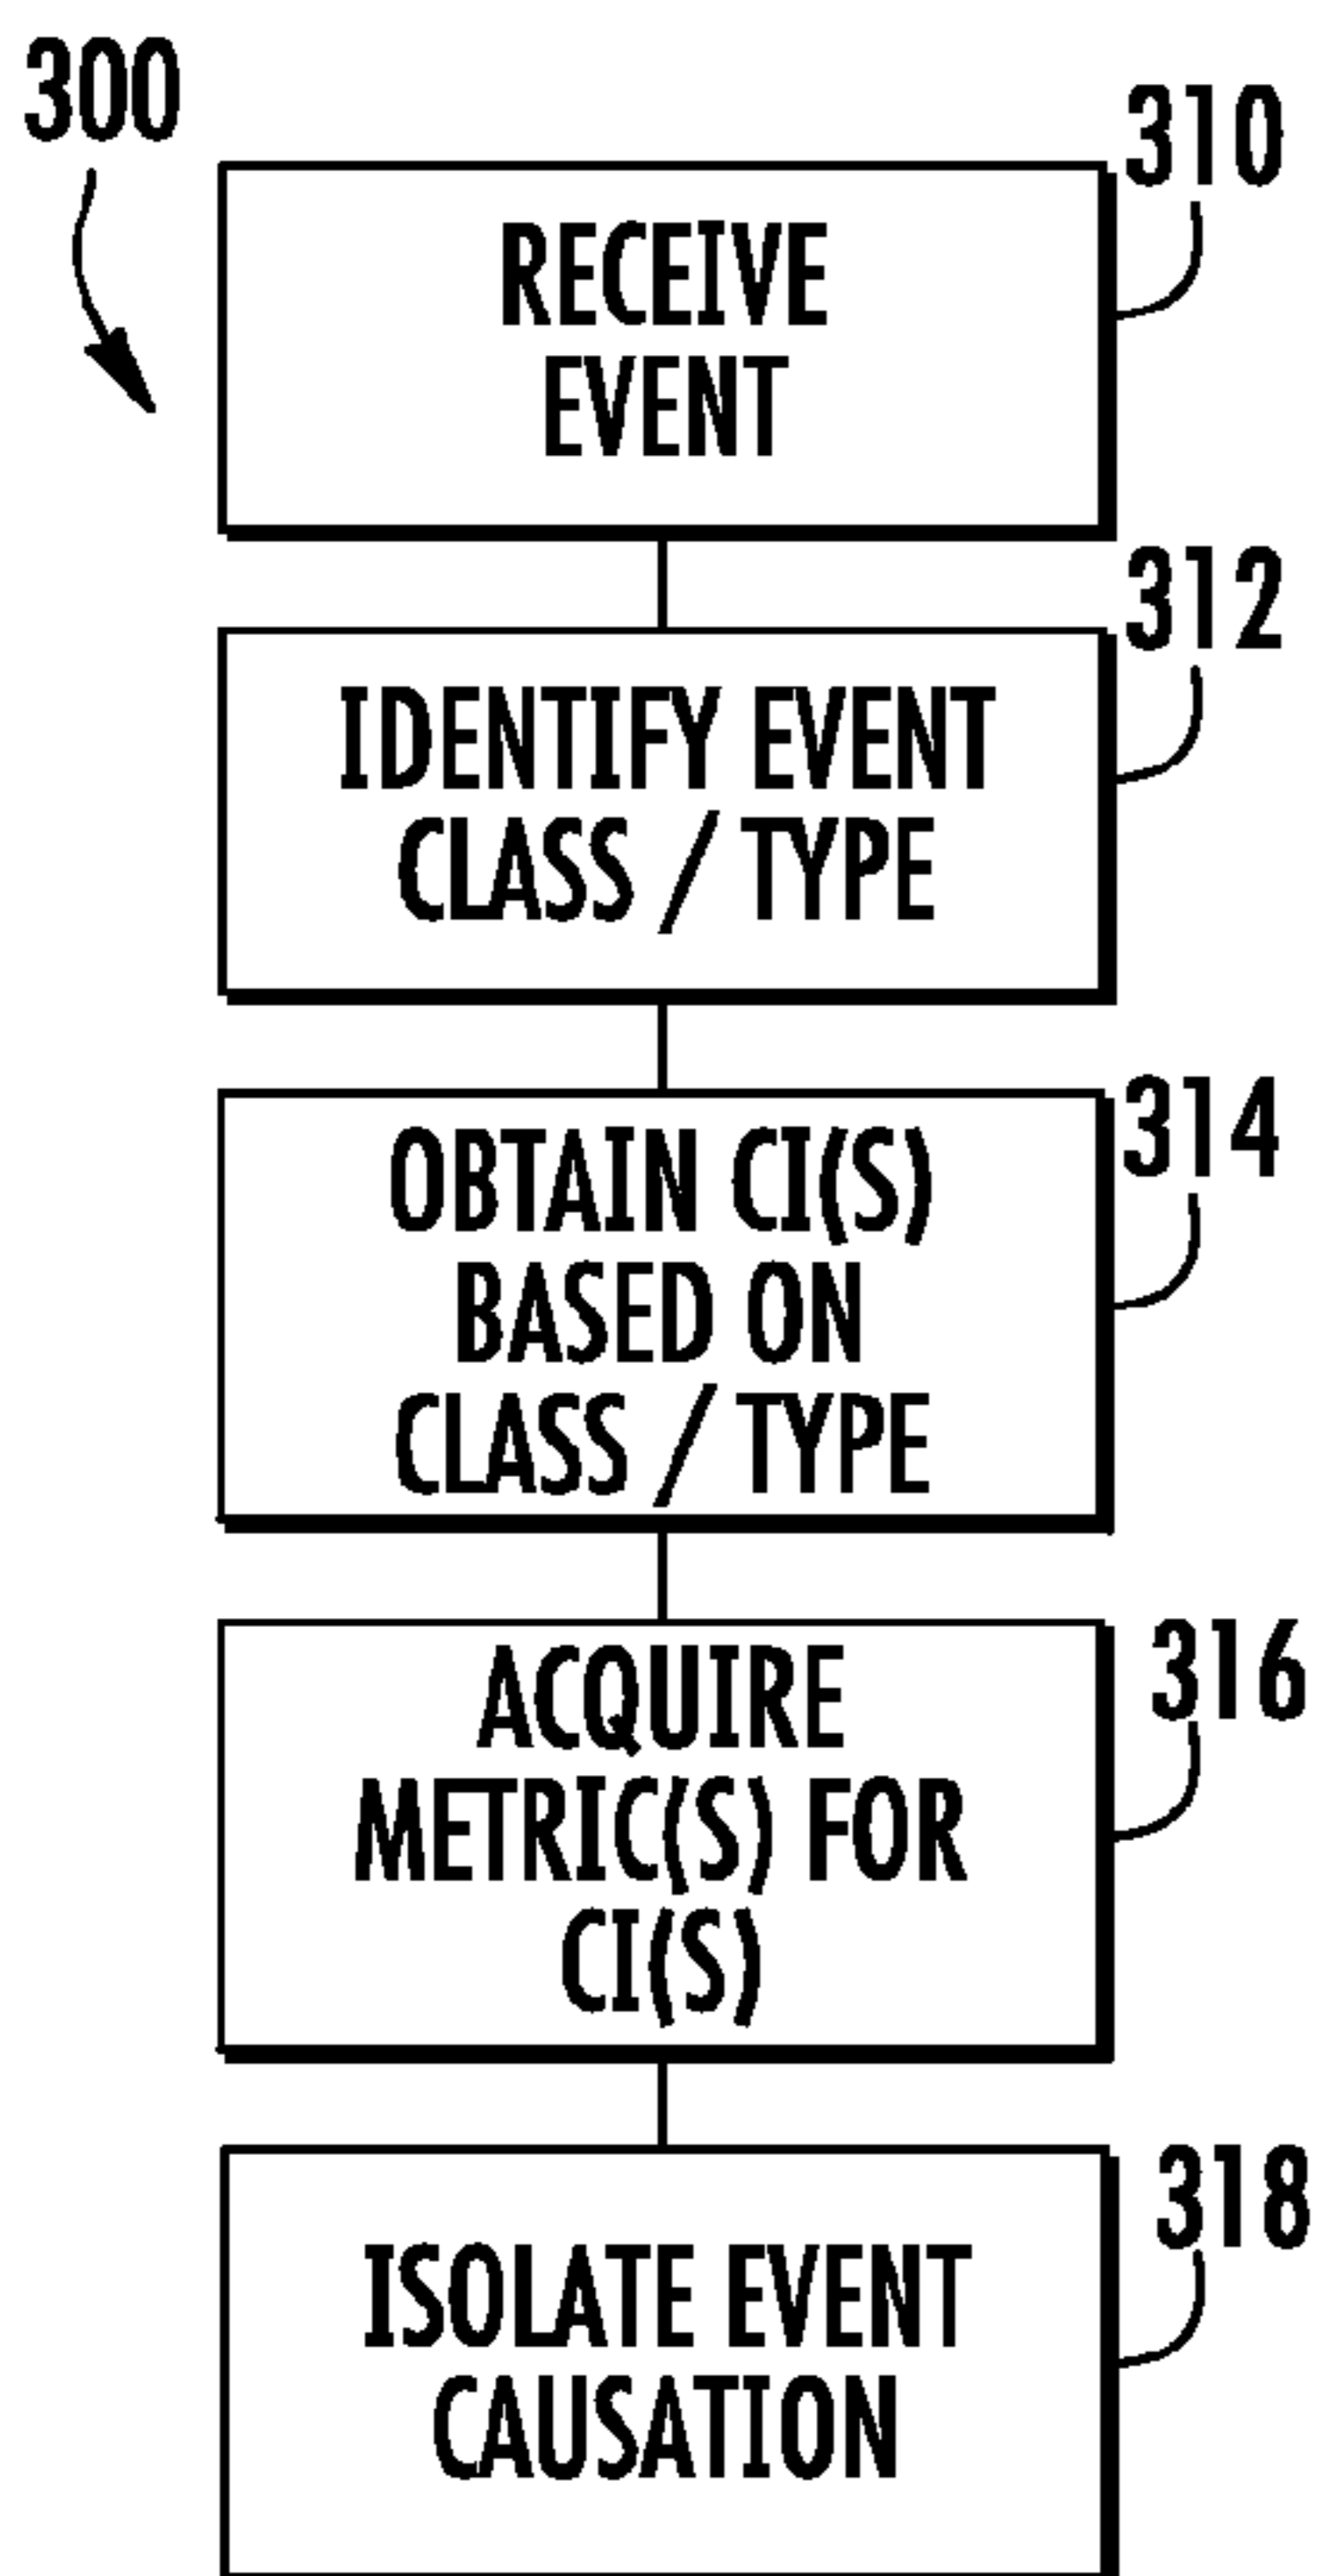 300
310
RECEIVE
EVENT
312
IDENTIFY EVENT
CLASS / TYPE
314
OBTAIN CI(S)
BASED ON
CLASS / TYPE
316
ACQUIRE
METRIC(S) FOR
CI(S)
318
ISOLATE EVENT
CAUSATION